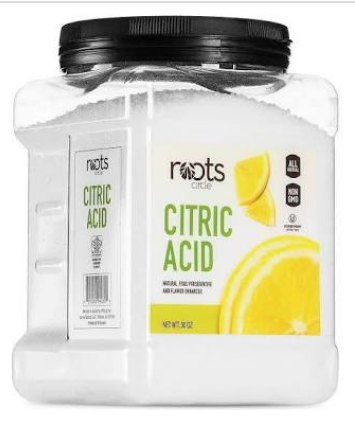 roots
circle
CITRIC
ACID
roots
circle
CITRIC
ACID
NATURAL FOOD PRESERVATIVE
AND FLAVOR ENHANCER
NET WT. 30 OZ
ALL
NATURAL
NON
GMO